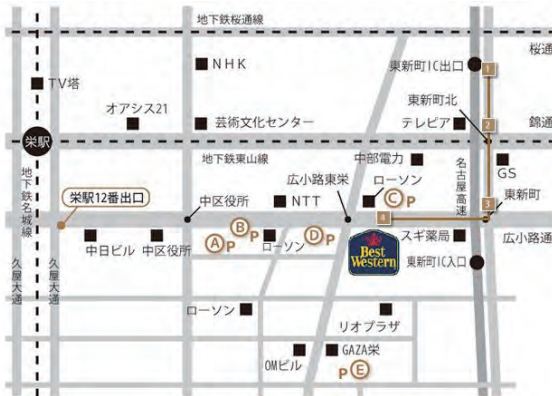 地下鉄桜通線
桜通
NHK
東新町IC出口
1
TV塔
オアシス21
東新町北
芸術文化センター
テレピア
2
錦通
栄駅
地下鉄東山線
中部電力
GS
地下鉄名城線
栄駅12番出口
中区役所
NTT
広小路東栄
ローソン
C P
名古屋高速
3
東新町
4
B P
A P
ローソン
D P
広小路通
中日ビル
中区役所
スギ薬局
Best
Western
久屋大通
久屋大通
東新町IC入口
ローソン
リオプラザ
OMビル
GAZA栄
P E